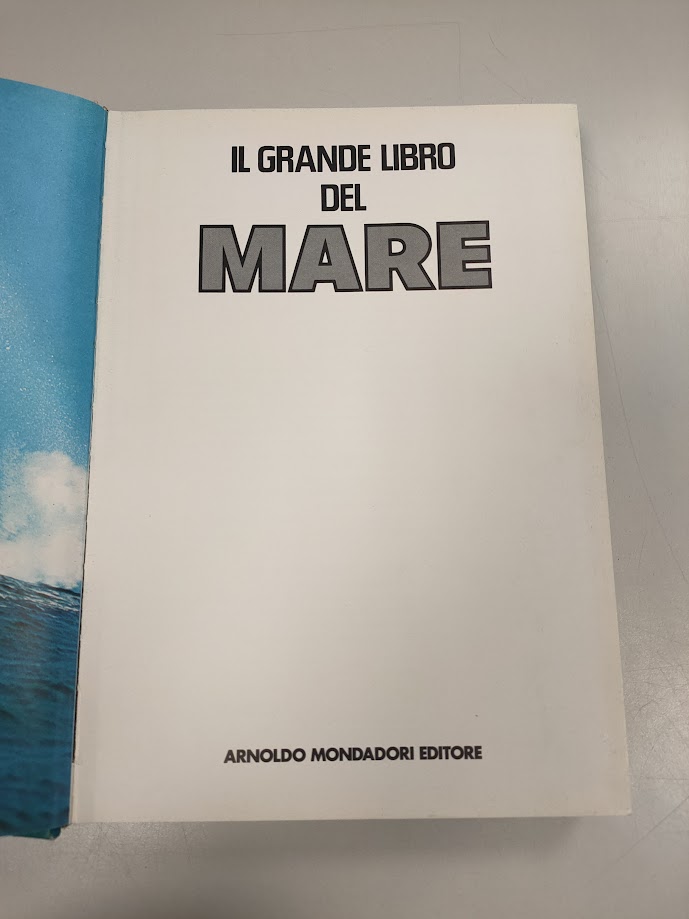 IL GRANDE LIBRO
DEL
MARE
ARNOLDO MONDADORI EDITORE